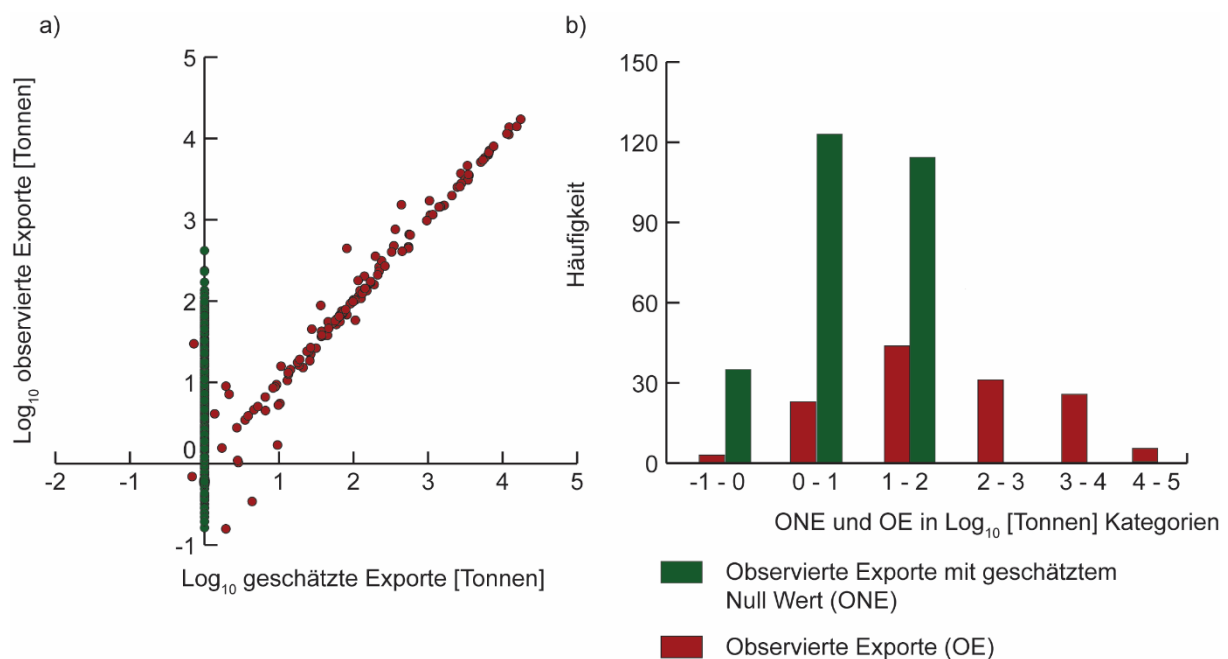 a)
Log10 observierte Exporte [Tonnen]
5
4
3
2
1
0
-1
-2 -1 1 2 3 4 5
Log10 geschätzte Exporte [Tonnen]
b)
Häufigkeit
150
120
90
60
30
0
-1 - 0 0 - 1 1 - 2 2 - 3 3 - 4 4 - 5
ONE und OE in Log10 [Tonnen] Kategorien
Observierte Exporte mit geschätztem
Null Wert (ONE)
Observierte Exporte (OE)